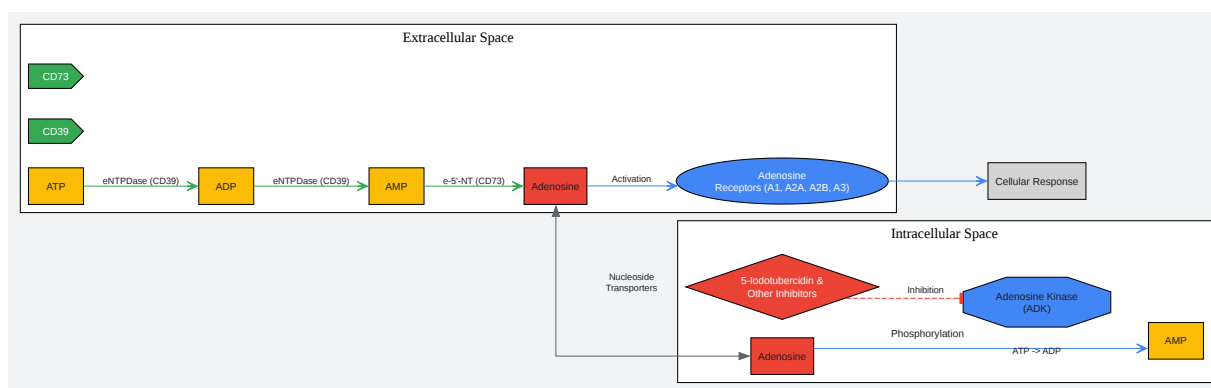 Extracellular Space
CD73
CD39
ATP
eNTPDase (CD39)
ADP
eNTPDase (CD39)
AMP
e-5'-NT (CD73)
Adenosine
Activation
Adenosine
Receptors (A1, A2A, A2B, A3)
Cellular Response
Nucleoside
Transporters
Intracellular Space
5-Iodotubercidin &
Other Inhibitors
Inhibition
Adenosine Kinase
(ADK)
Adenosine
Phosphorylation
ATP -> ADP
AMP